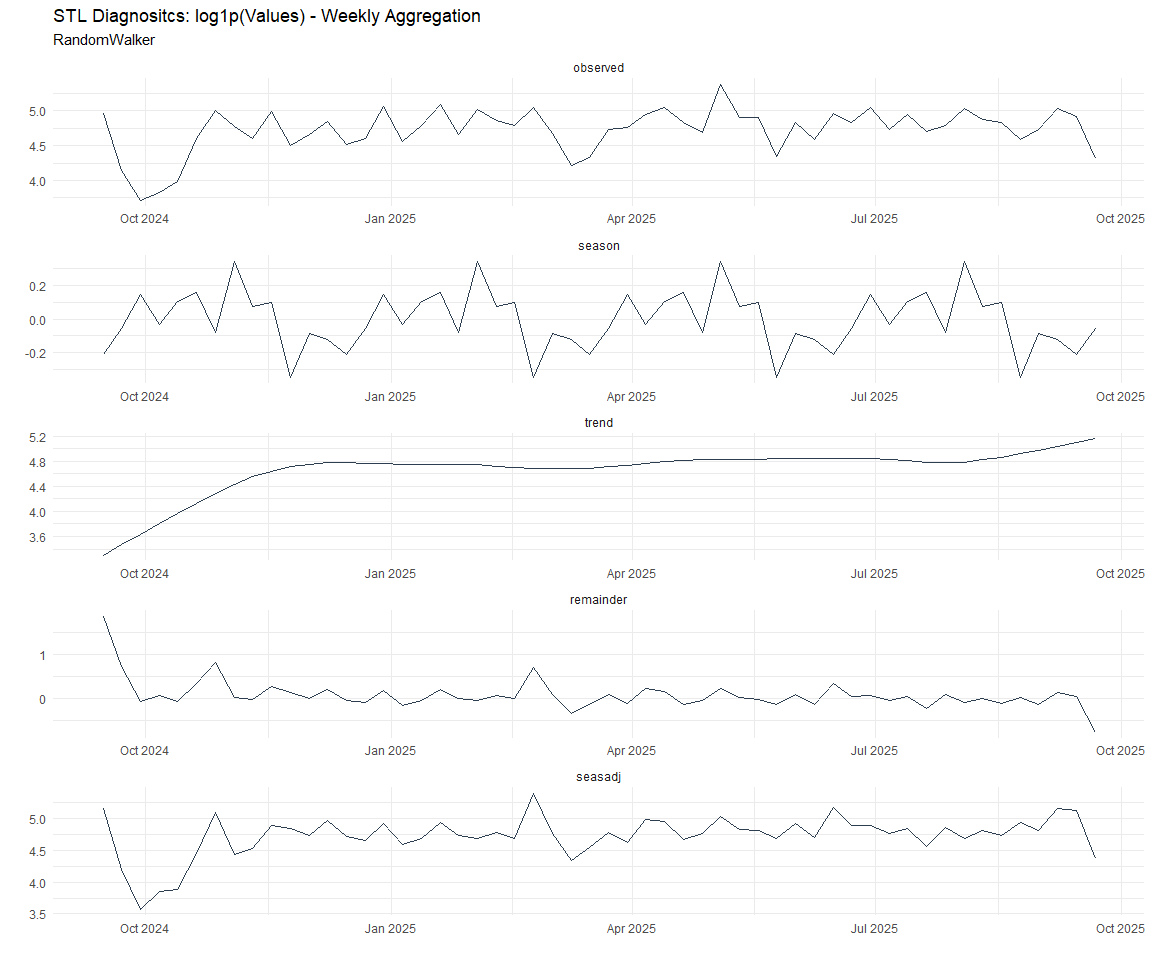 STL Diagnositcs: log1p(Values) - Weekly Aggregation
RandomWalker
observed
5.0
4.5
4.0
Oct 2024 Jan 2025 Apr 2025 Jul 2025 Oct 2025
season
0.2
0.0
-0.2
Oct 2024 Jan 2025 Apr 2025 Jul 2025 Oct 2025
trend
5.2
4.8
4.4
4.0
3.6
Oct 2024 Jan 2025 Apr 2025 Jul 2025 Oct 2025
remainder
1
0
Oct 2024 Jan 2025 Apr 2025 Jul 2025 Oct 2025
seasadj
5.0
4.5
4.0
3.5
Oct 2024 Jan 2025 Apr 2025 Jul 2025 Oct 2025